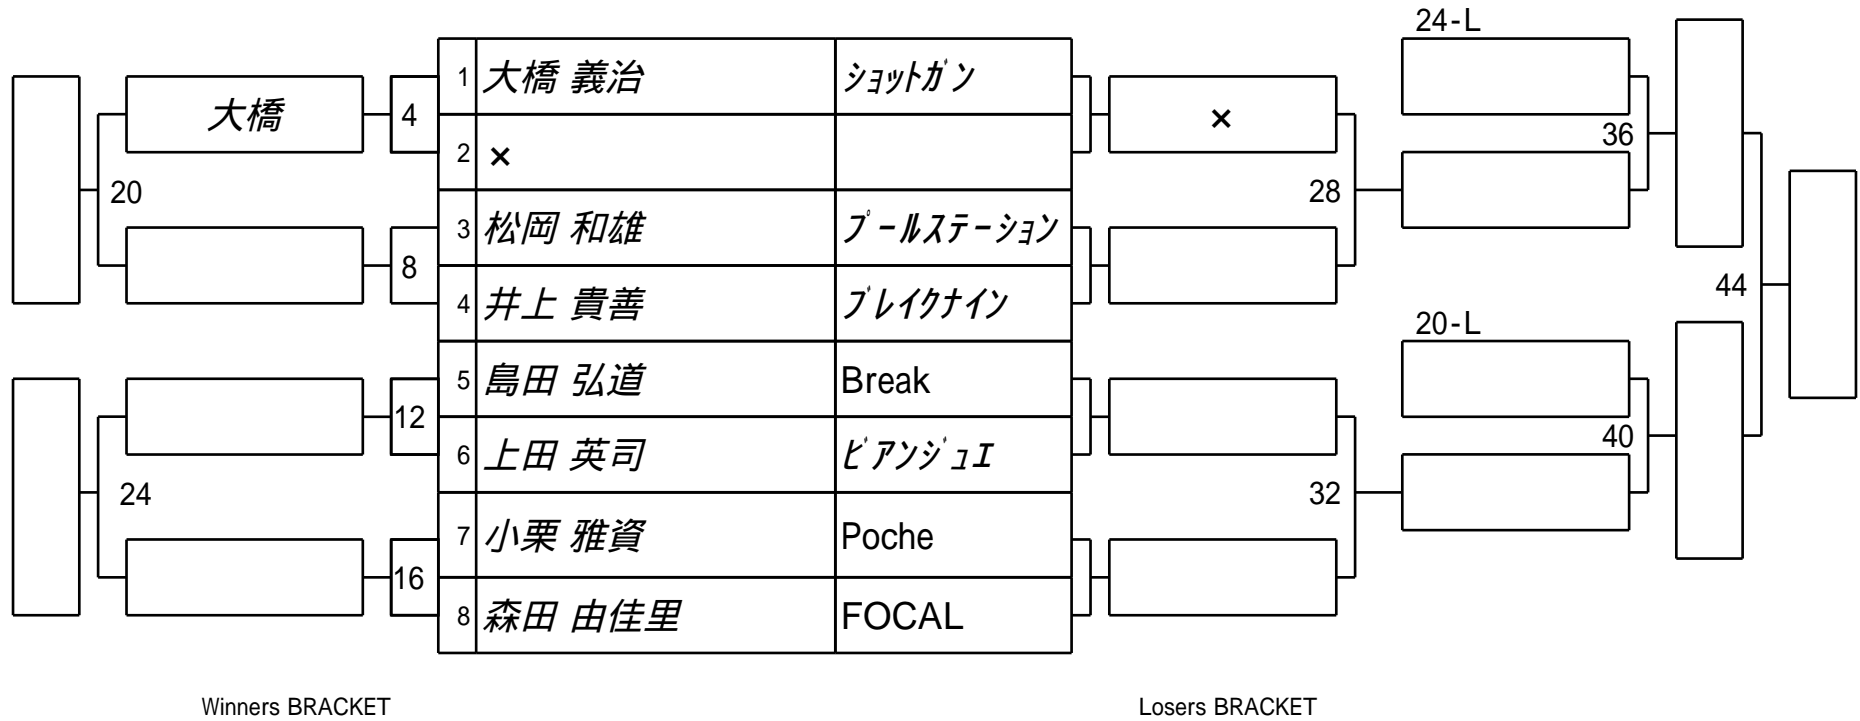 24-L
1 大橋 義治 ショットガン
大橋 4 × 36
2 ×
20 28
3 松岡 和雄 プールステーション
8
4 井上 貴善 ブレイクナイン 44
20-L
5 島田 弘道 Break
12 40
6 上田 英司 ビアンジュエ
24 32
7 小栗 雅資 Poche
16
8 森田 由佳里 FOCAL
Winners BRACKET Losers BRACKET